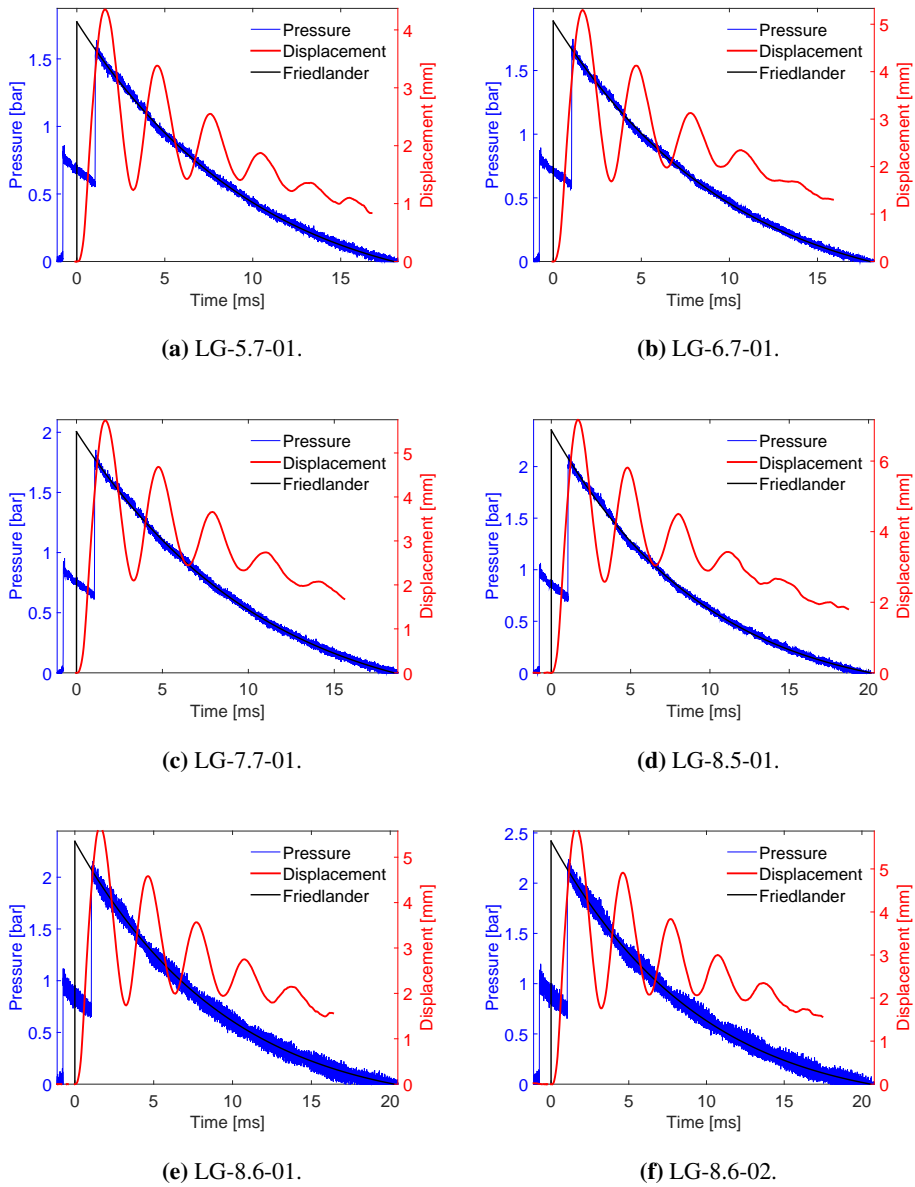 Pressure
Displacement
Friedlander
Pressure [bar]
0
0.5
1
1.5
Displacement [mm]
0
1
2
3
4
0 5 10 15
Time [ms]
(a) LG-5.7-01.
Pressure
Displacement
Friedlander
Pressure [bar]
0
0.5
1
1.5
Displacement [mm]
0
1
2
3
4
5
0 5 10 15
Time [ms]
(b) LG-6.7-01.
Pressure
Displacement
Friedlander
Pressure [bar]
0
0.5
1
1.5
2
Displacement [mm]
0
1
2
3
4
5
0 5 10 15
Time [ms]
(c) LG-7.7-01.
Pressure
Displacement
Friedlander
Pressure [bar]
0
0.5
1
1.5
2
Displacement [mm]
0
2
4
6
0 5 10 15 20
Time [ms]
(d) LG-8.5-01.
Pressure
Displacement
Friedlander
Pressure [bar]
0
0.5
1
1.5
2
Displacement [mm]
0
1
2
3
4
5
0 5 10 15 20
Time [ms]
(e) LG-8.6-01.
Pressure
Displacement
Friedlander
Pressure [bar]
0
0.5
1
1.5
2
2.5
Displacement [mm]
0
1
2
3
4
5
0 5 10 15 20
Time [ms]
(f) LG-8.6-02.